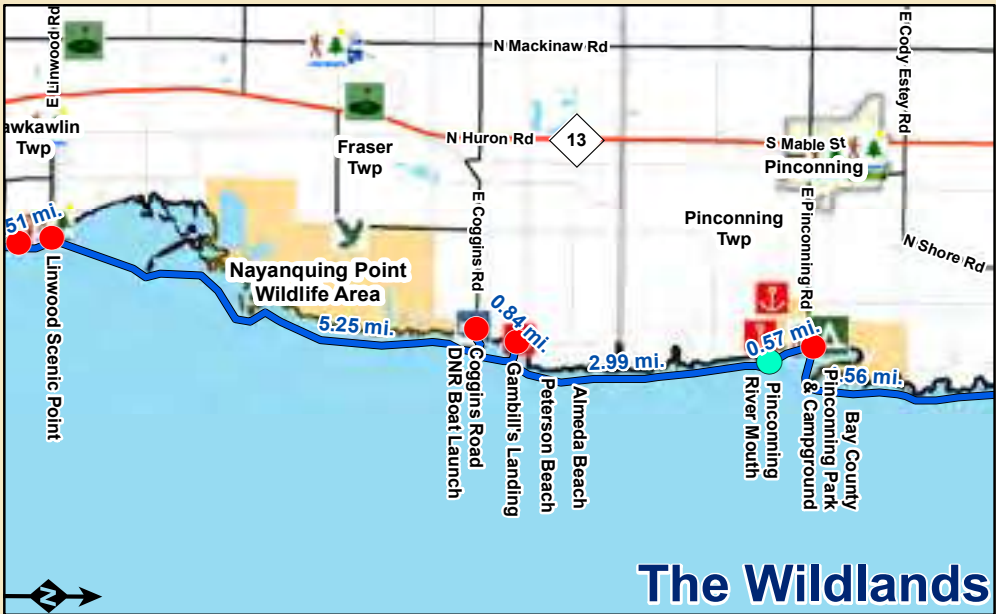 E Linwood Rd
N Mackinaw Rd
E Cody Estey Rd
awkawlin
Twp
Fraser
Twp
N Huron Rd
13
S Mable St
Pinconning
E Coggins Rd
Pinconning
Twp
E Pinconning Rd
N Shore Rd
51 mi.
Nayanquing Point
Wildlife Area
5.25 mi.
0.84 mi.
2.99 mi.
0.57 mi.
.56 mi.
Linwood Scenic Point
Coggins Road
DNR Boat Launch
Gambill's Landing
Peterson Beach
Almeda Beach
Pinconning
River Mouth
Bay County
Pinconning Park
& Campground
N
The Wildlands